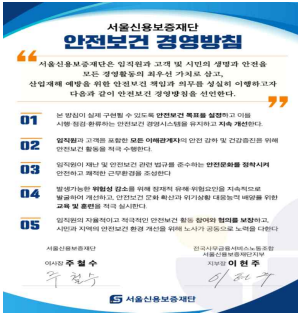 서울신용보증재단
안전보건 경영방침
서울신용보증재단은 임직원과 고객 및 시민의 생명과 안전을
모든 경영활동의 최우선 가치로 삼고,
산업재해 예방을 위한 안전보건 책임과 의무를 성실히 이행하고자
다음과 같이 안전보건 경영방침을 선언한다.
01 본 방침이 실제 구현될 수 있도록 안전보건 목표를 설정하고 이를
시행·점검·환류하는 안전보건 경영시스템을 유지하고 지속 개선한다.
02 임직원과 고객을 포함한 모든 이해관계자의 안전 강화 및 건강증진을 위해
안전보건 활동을 적극 수행한다.
03 임직원이 재난 및 안전보건 관련 법규를 준수하는 안전문화를 정착시켜
안전하고 쾌적한 근무환경을 조성한다
04 발생가능한 위험성 감소를 위해 잠재적 유해·위험요인을 지속적으로
발굴하여 개선하고, 안전보건 문화 확산과 위기상황 대응능력 배양을 위한
교육 및 훈련을 적극 실시한다.
05 임직원의 자율적이고 적극적인 안전보건 활동 참여와 협의를 보장하고,
시민과 지역의 안전보건 환경 개선을 위해 노사가 공동으로 노력을 다한다
서울신용보증재단
이사장 주 철 수
주철수
전국사무금융서비스노동조합
서울신용보증재단지부
지부장 이 현 주
이현주
서울신용보증재단